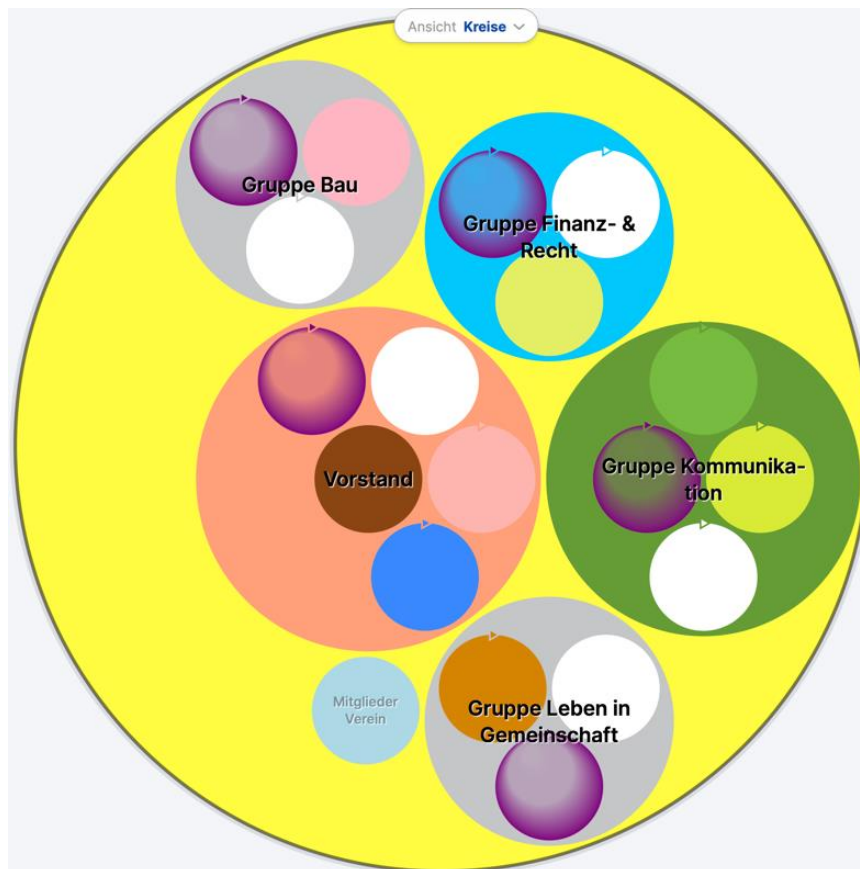 Ansicht Kreise
Gruppe Bau
Gruppe Finanz- &
Recht
Gruppe Kommunika-
tion
Vorstand
Mitglieder
Verein
Gruppe Leben in
Gemeinschaft